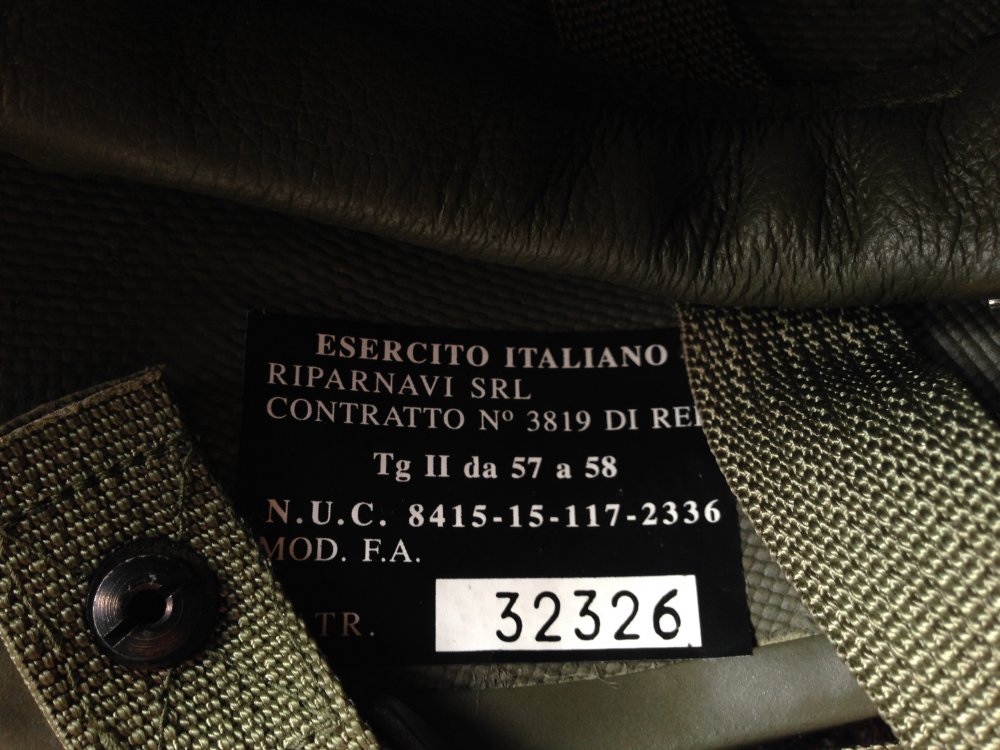 ESERCITO ITALIANO
RIPARNAVI SRL
CONTRATTO Nº 3819 DI
Tg II da 57 a 58
N.U.C. 8415-15-117-2336
MOD. F.A.
TR. 32326